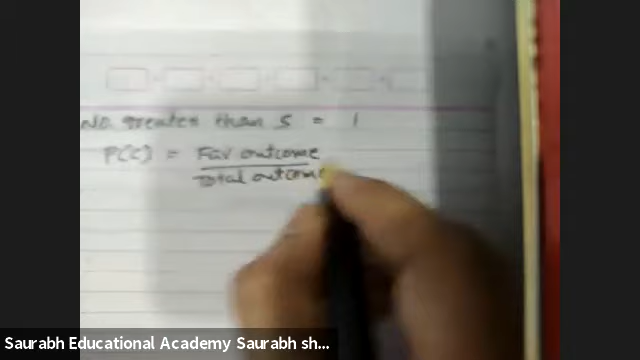 No. greater than 5 = 1
P(C) = Fav outcome
Total outcome
Saurabh Educational Academy Saurabh sh...